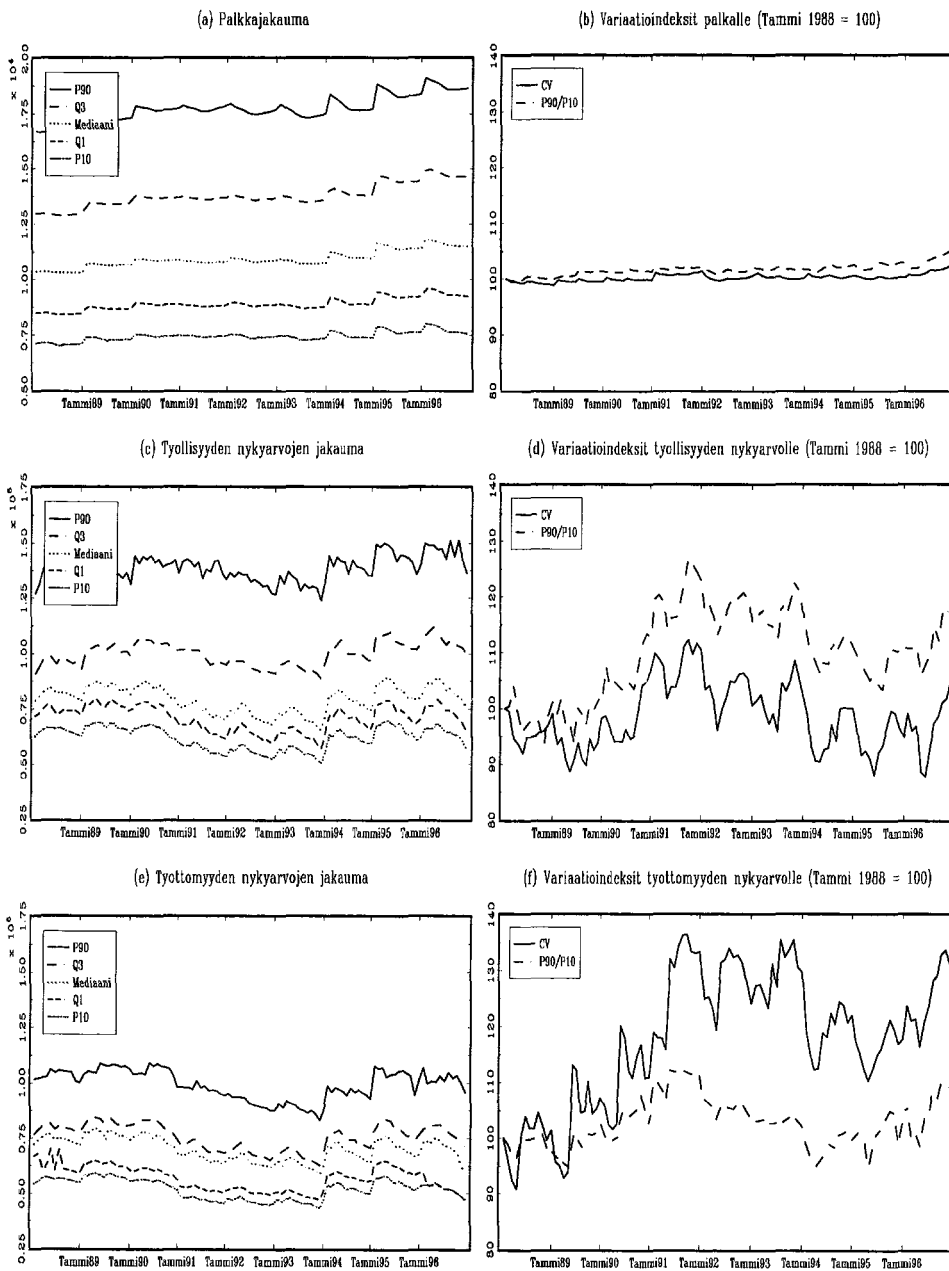 (a) Palkkajakauma
x 10⁴
2.00
1.75
1.50
1.25
1.00
0.75
0.50
P90
Q3
Mediaani
Q1
P10
Tammi89 Tammi90 Tammi91 Tammi92 Tammi93 Tammi94 Tammi95 Tammi96
(b) Variaatioindeksit palkalle (Tammi 1988 = 100)
140
130
120
110
100
90
80
CV
P90/P10
Tammi89 Tammi90 Tammi91 Tammi92 Tammi93 Tammi94 Tammi95 Tammi96
(c) Tyollisyyden nykyarvojen jakauma
1.75
1.50
1.25
1.00
0.75
0.50
0.25
P90
Q3
Mediaani
Q1
P10
Tammi89 Tammi90 Tammi91 Tammi92 Tammi93 Tammi94 Tammi95 Tammi96
(d) Variaatioindeksit työllisyyden nykyarvolle (Tammi 1988 = 100)
140
130
120
110
100
90
80
CV
P90/P10
Tammi89 Tammi90 Tammi91 Tammi92 Tammi93 Tammi94 Tammi95 Tammi96
(e) Tyottomyyden nykyarvojen jakauma
1.75
1.50
1.25
1.00
0.75
0.50
0.25
P90
Q3
Mediaani
Q1
P10
Tammi89 Tammi90 Tammi91 Tammi92 Tammi93 Tammi94 Tammi95 Tammi96
(f) Variaatioindeksit työttomyyden nykyarvolle (Tammi 1988 = 100)
140
130
120
110
100
90
80
CV
P90/P10
Tammi89 Tammi90 Tammi91 Tammi92 Tammi93 Tammi94 Tammi95 Tammi96